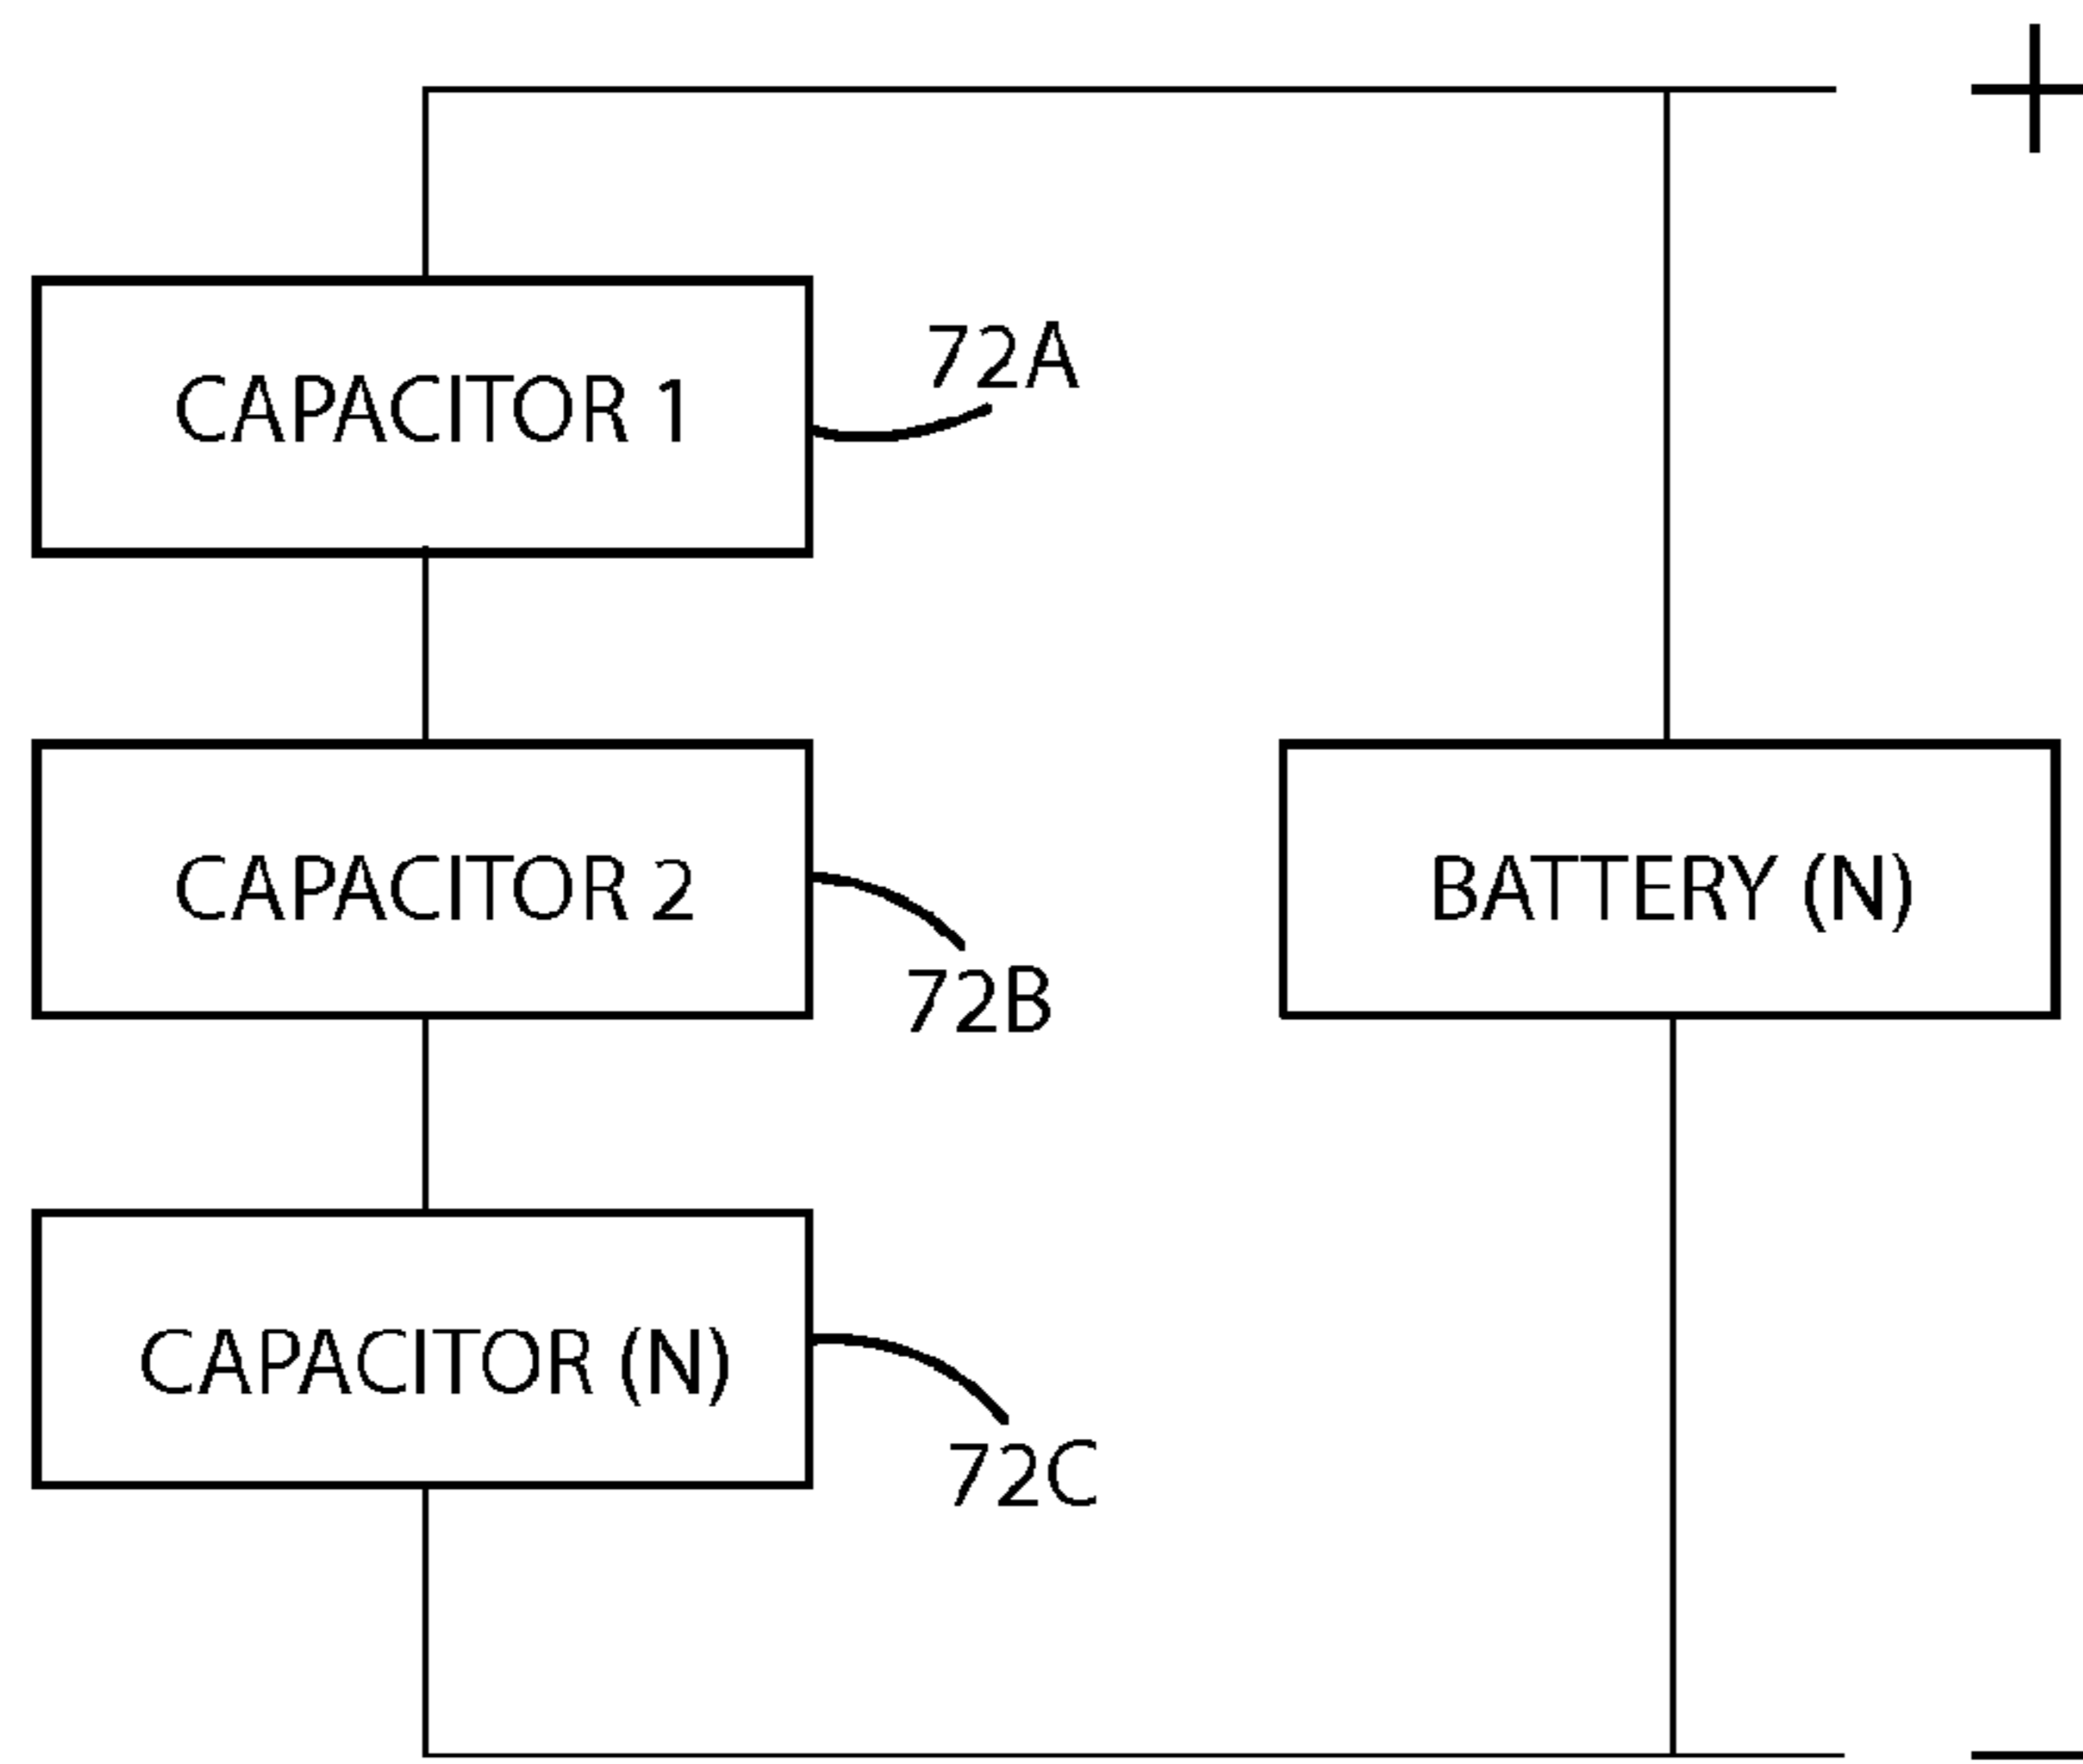 +
CAPACITOR 1
72A
CAPACITOR 2
72B
BATTERY (N)
CAPACITOR (N)
72C
−